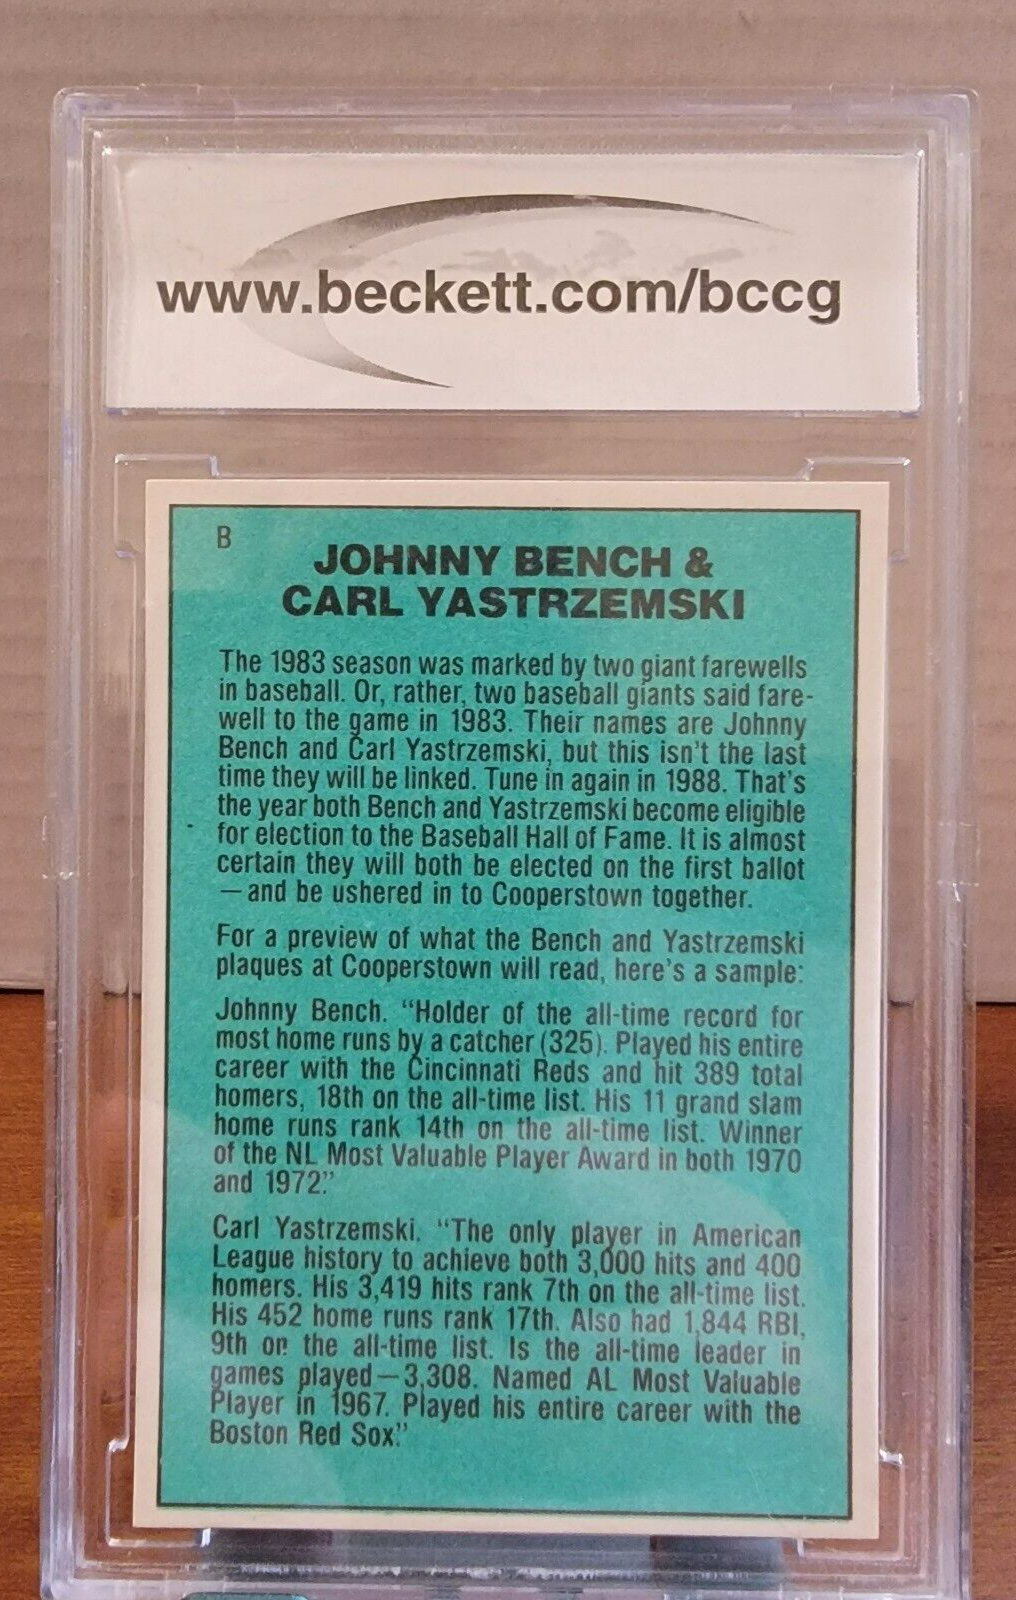 www.beckett.com/bccg
B
JOHNNY BENCH &
CARL YASTRZEMSKI
The 1983 season was marked by two giant farewells
in baseball. Or, rather, two baseball giants said fare-
well to the game in 1983. Their names are Johnny
Bench and Carl Yastrzemski, but this isn't the last
time they will be linked. Tune in again in 1988. That's
the year both Bench and Yastrzemski become eligible
for election to the Baseball Hall of Fame. It is almost
certain they will both be elected on the first ballot
—and be ushered in to Cooperstown together.
For a preview of what the Bench and Yastrzemski
plaques at Cooperstown will read, here's a sample:
Johnny Bench. "Holder of the all-time record for
most home runs by a catcher (325). Played his entire
career with the Cincinnati Reds and hit 389 total
homers, 18th on the all-time list. His 11 grand slam
home runs rank 14th on the all-time list. Winner
of the NL Most Valuable Player Award in both 1970
and 1972."
Carl Yastrzemski. "The only player in American
League history to achieve both 3,000 hits and 400
homers. His 3,419 hits rank 7th on the all-time list.
His 452 home runs rank 17th. Also had 1,844 RBI,
9th on the all-time list. Is the all-time leader in
games played—3,308. Named AL Most Valuable
Player in 1967. Played his entire career with the
Boston Red Sox."